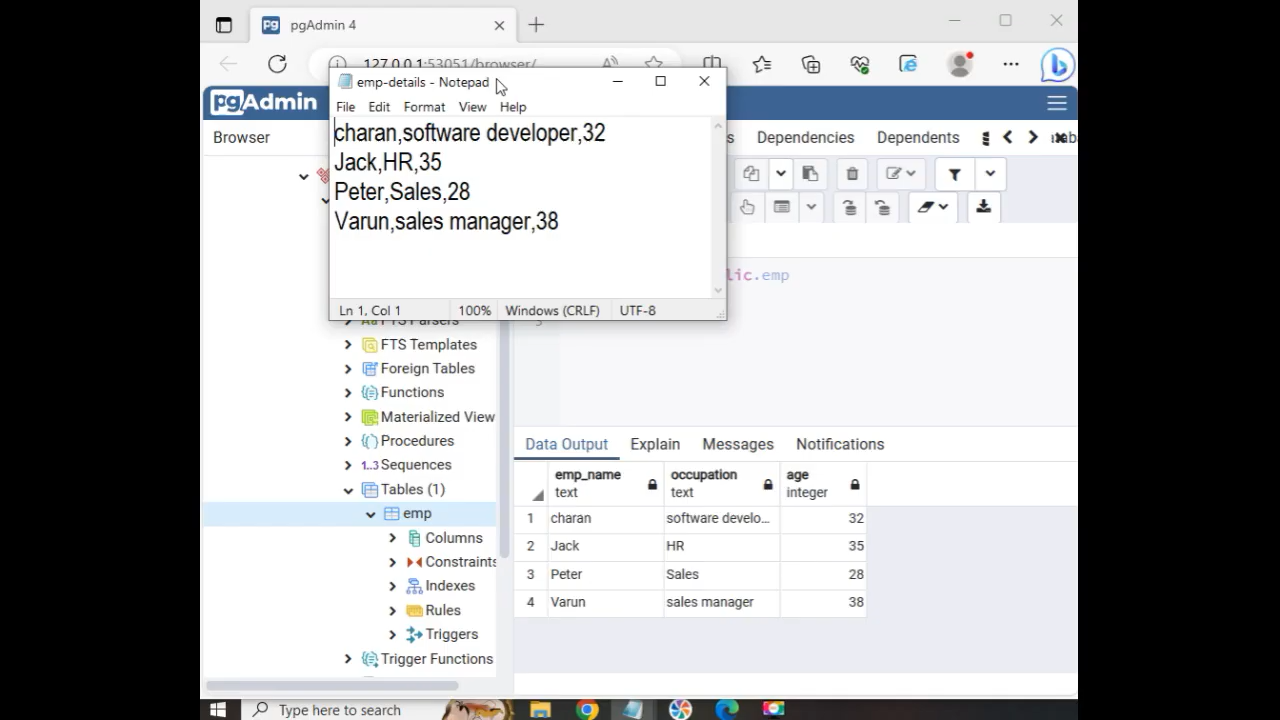 pgAdmin 4
127.0.0.1:53051/browser/
emp-details - Notepad
File Edit Format View Help
charan,software developer,32
Jack,HR,35
Peter,Sales,28
Varun,sales manager,38
Ln 1, Col 1 100% Windows (CRLF) UTF-8
pgAdmin
Browser
Dependencies Dependents
lic.emp
3
FTS Parsers
FTS Templates
Foreign Tables
Functions
Materialized View
Procedures
1..3 Sequences
Tables (1)
emp
Columns
Constraints
Indexes
Rules
Triggers
Trigger Functions
Data Output Explain Messages Notifications
emp_name occupation age
text text integer
1 charan software develo... 32
2 Jack HR 35
3 Peter Sales 28
4 Varun sales manager 38
Type here to search